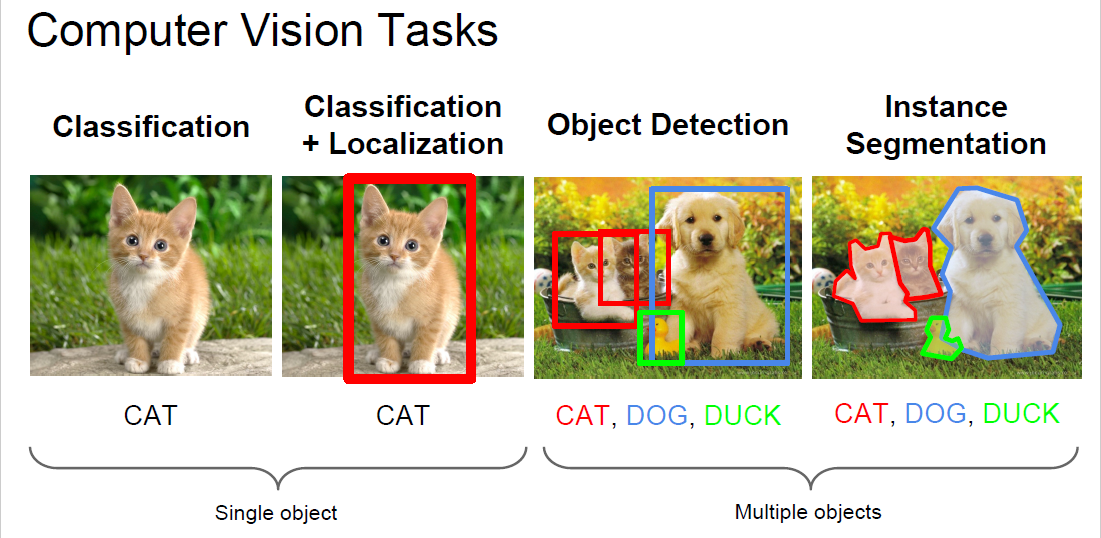 Computer Vision Tasks
Classification
Classification
+ Localization
Object Detection
Instance
Segmentation
CAT
CAT
CAT, DOG, DUCK
CAT, DOG, DUCK
Single object
Multiple objects